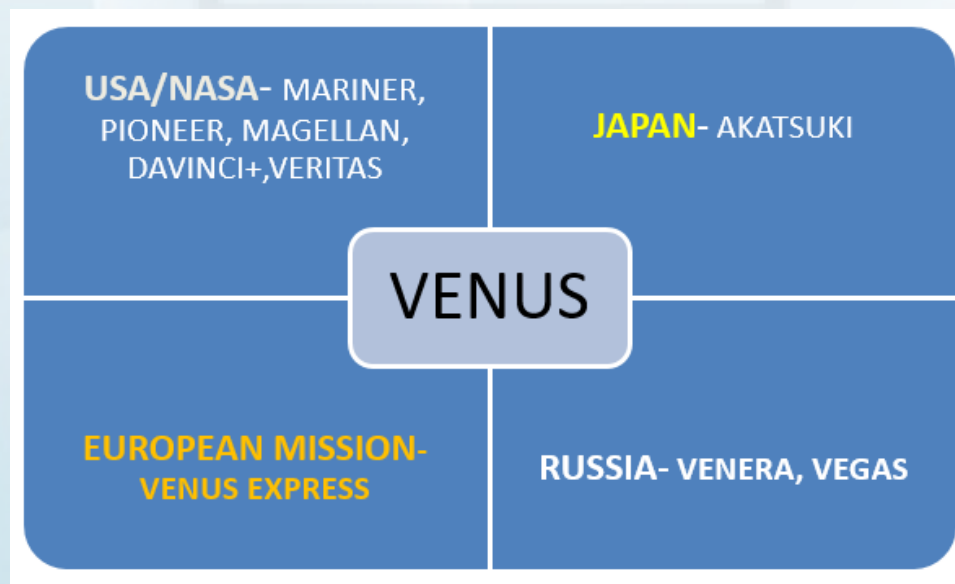 USA/NASA- MARINER,
PIONEER, MAGELLAN,
DAVINCI+,VERITAS
JAPAN- AKATSUKI
VENUS
EUROPEAN MISSION-
VENUS EXPRESS
RUSSIA- VENERA, VEGAS